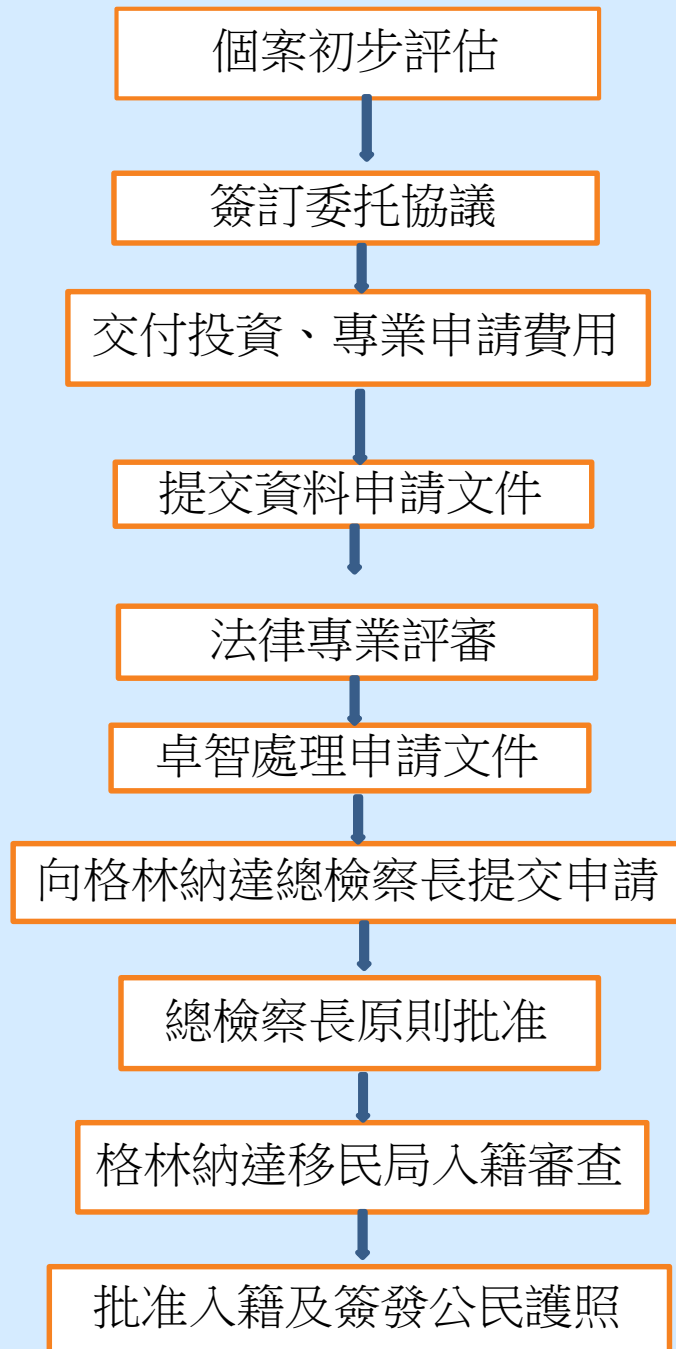 個案初步評估
簽訂委托協議
交付投資、專業申請費用
提交資料申請文件
法律專業評審
卓智處理申請文件
向格林納達總檢察長提交申請
總檢察長原則批准
格林納達移民局入籍審查
批准入籍及簽發公民護照